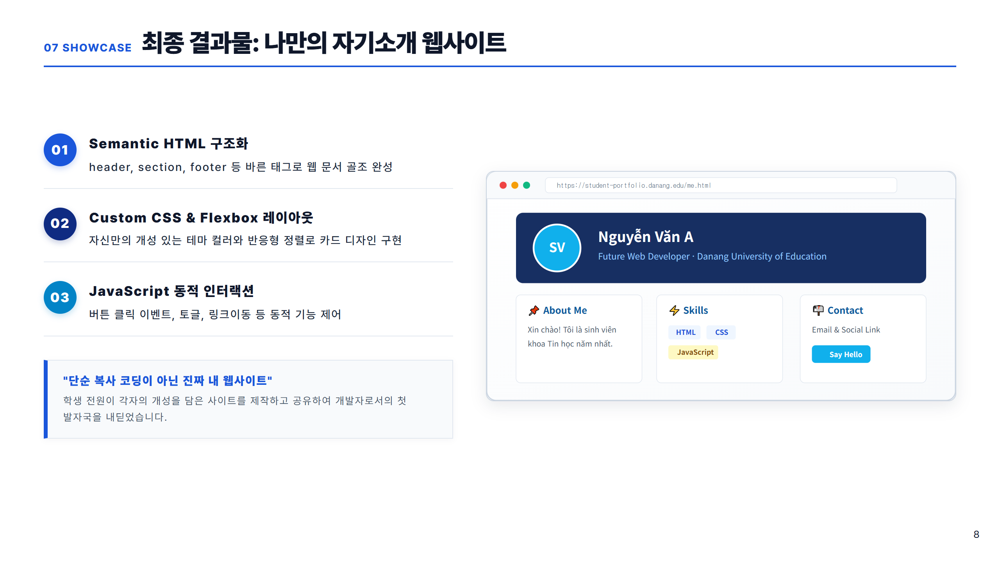 07 SHOWCASE 최종 결과물: 나만의 자기소개 웹사이트
01
Semantic HTML 구조화
header, section, footer 등 바른 태그로 웹 문서 골조 완성
02
Custom CSS & Flexbox 레이아웃
자신만의 개성 있는 테마 컬러와 반응형 정렬로 카드 디자인 구현
03
JavaScript 동적 인터랙션
버튼 클릭 이벤트, 토글, 링크이동 등 동적 기능 제어
"단순 복사 코딩이 아닌 진짜 내 웹사이트"
학생 전원이 각자의 개성을 담은 사이트를 제작하고 공유하여 개발자로서의 첫
발자국을 내딛었습니다.
https://student-portfolio.danang.edu/me.html
SV
Nguyễn Văn A
Future Web Developer · Danang University of Education
📌 About Me
Xin chào! Tôi là sinh viên
khoa Tin học năm nhất.
⚡ Skills
HTML CSS
JavaScript
📬 Contact
Email & Social Link
Say Hello
8